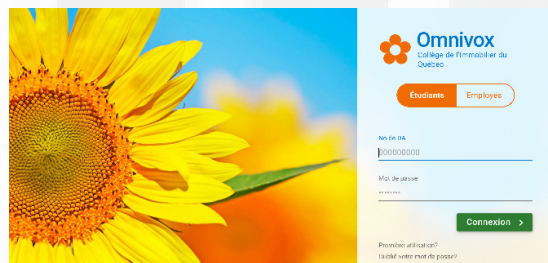 Omnivox
Collège de l'Immobilier du
Québec
Étudiants Employés
No de DA
000000000
Mot de passe
********
Connexion >
Première utilisation?
Oublié votre mot de passe?